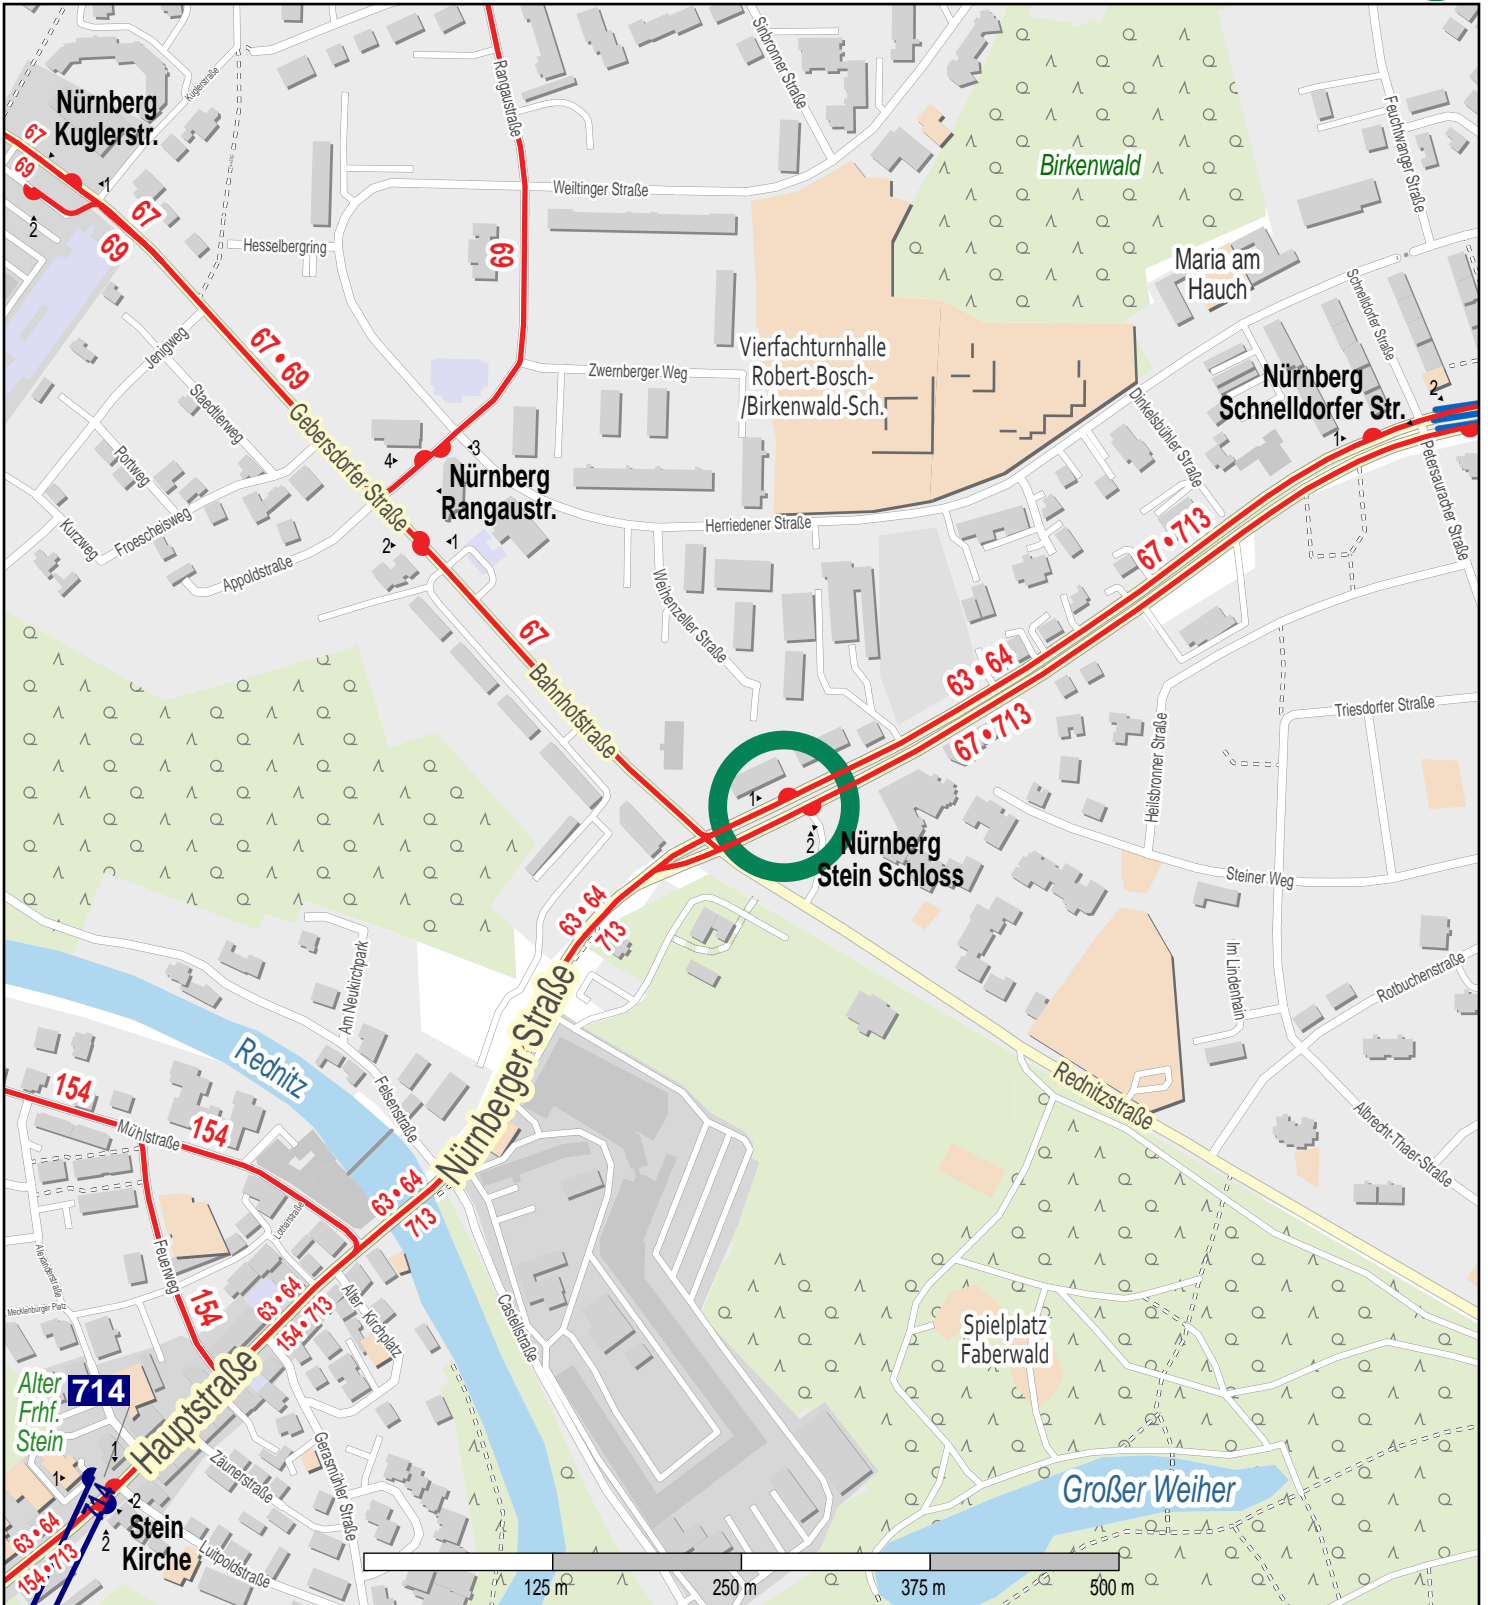 Nürnberg
Kuglerstr.
Kuglerstraße
67
69
1
2
67
69
Rangaustraße
Sinbronner Straße
Weiltinger Straße
Hesselbergring
69
Birkenwald
Feuchtwanger Straße
Maria am
Hauch
Schnelldorfer Straße
Jenigweg
67 • 69
Staedtlerweg
Gebersdorfer Straße
Zwernberger Weg
Vierfachturnhalle
Robert-Bosch-
/Birkenwald-Sch.
Nürnberg
Schnelldorfer Str.
2
1
Dinkelsbühler Straße
Petersauracher Straße
Portweg
Kurzweg
Froescheisweg
Appoldstraße
4
3
Nürnberg
Rangaustr.
2
1
Herriedener Straße
Weihenzeller Straße
67 • 713
67
Bahnhofstraße
63 • 64
67 • 713
Heilsbronner Straße
Triesdorfer Straße
1
2
Nürnberg
Stein Schloss
Steiner Weg
63 • 64
713
Im Lindenhain
Rotbuchenstraße
Am Neukirchpark
Nürnberger Straße
Rednitz
Felsenstraße
Rednitzstraße
Albrecht-Thaer-Straße
154
Mühlstraße
154
63 • 64
713
Lotharstraße
Feuerweg
Alexanderstraße
Mecklenburger Platz
154
63 • 64
154 • 713
Alter Kirchplatz
Castellstraße
Spielplatz
Faberwald
Alter
Frhf.
Stein
714
Hauptstraße
1
1
714
2
2
Stein
Kirche
Zäunerstraße
Gerasmühler Straße
Luitpoldstraße
63 • 64
154 • 713
Großer Weiher
125 m
250 m
375 m
500 m